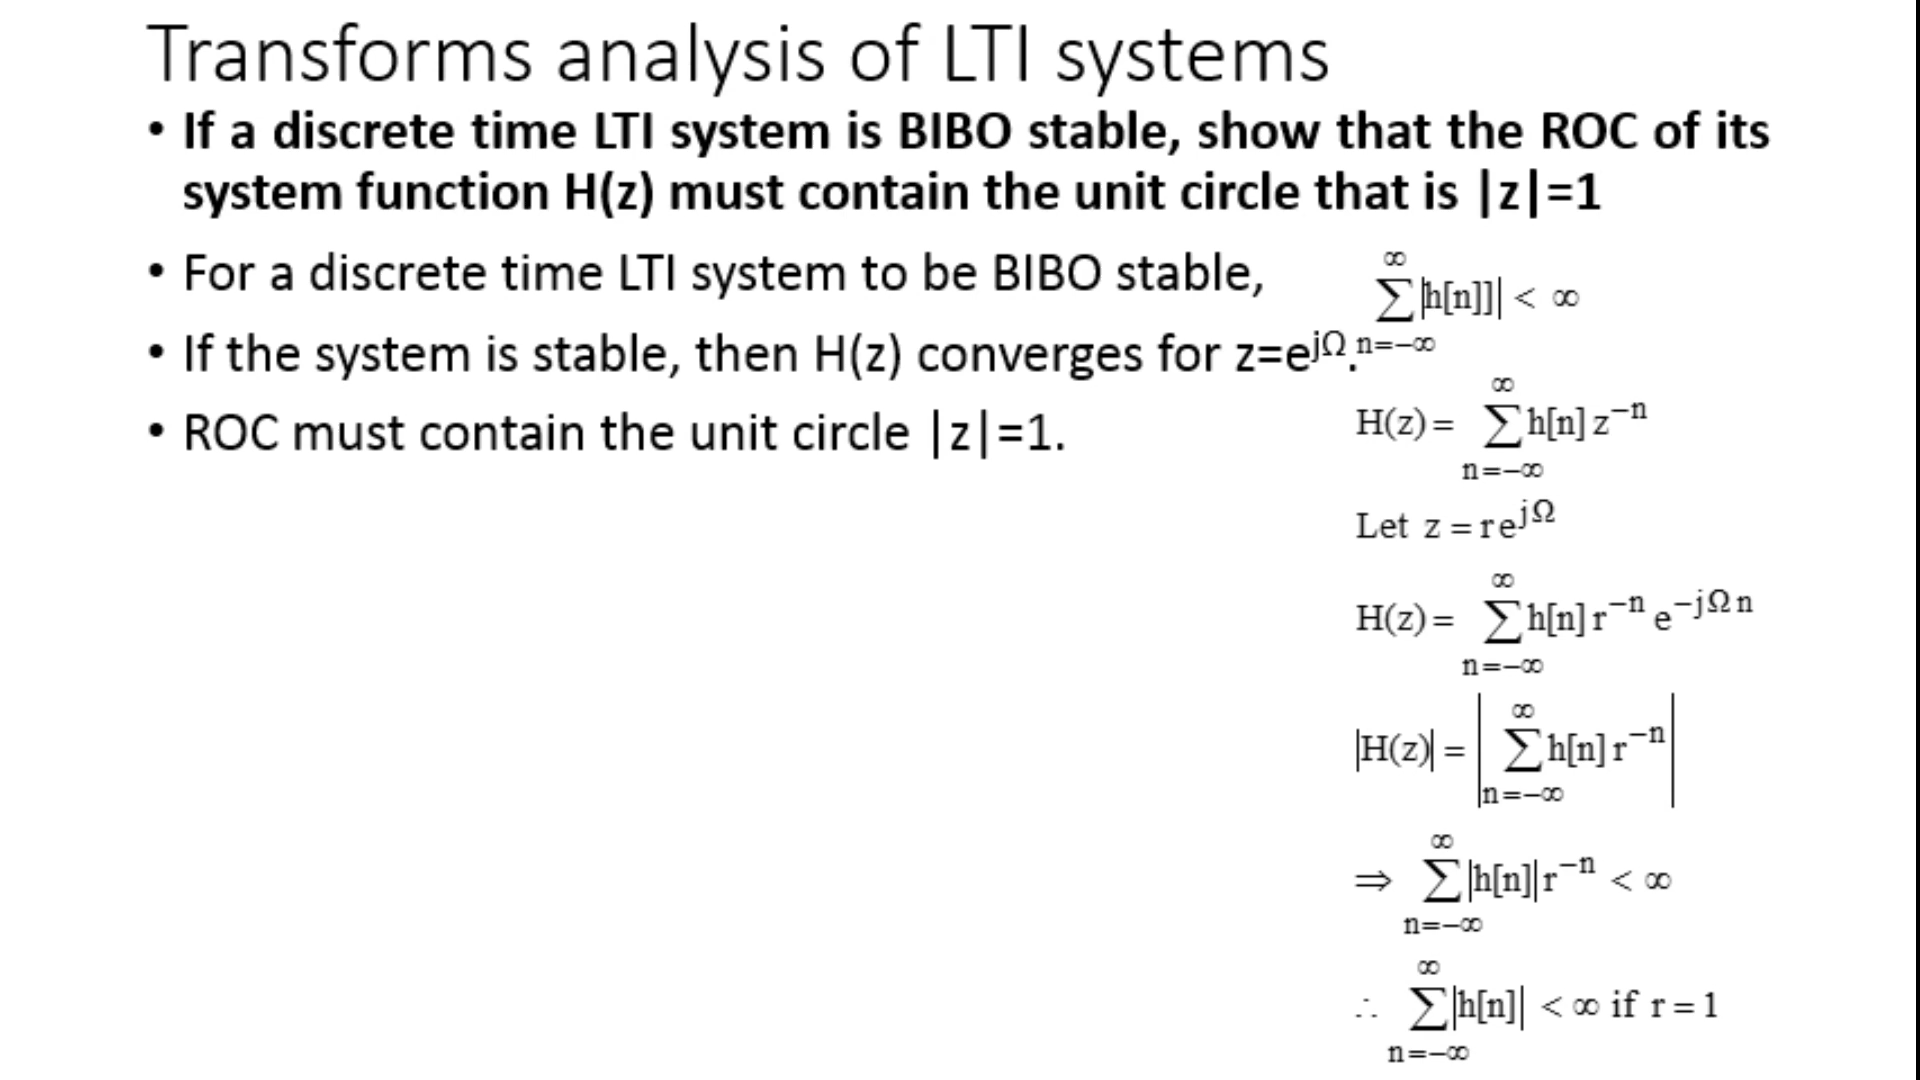 Transforms analysis of LTI systems
• If a discrete time LTI system is BIBO stable, show that the ROC of its
system function H(z) must contain the unit circle that is |z|=1
• For a discrete time LTI system to be BIBO stable,
∞
∑|h[n]]| < ∞
n=−∞
• If the system is stable, then H(z) converges for z=e^{jΩ}.
• ROC must contain the unit circle |z|=1.
∞
H(z) = ∑h[n] z^{−n}
n=−∞
Let z = re^{jΩ}
∞
H(z) = ∑h[n] r^{−n} e^{−jΩn}
n=−∞
∞
|H(z)| = |∑h[n] r^{−n}|
n=−∞
∞
⇒ ∑|h[n]|r^{−n} < ∞
n=−∞
∞
∴ ∑|h[n]| < ∞ if r = 1
n=−∞